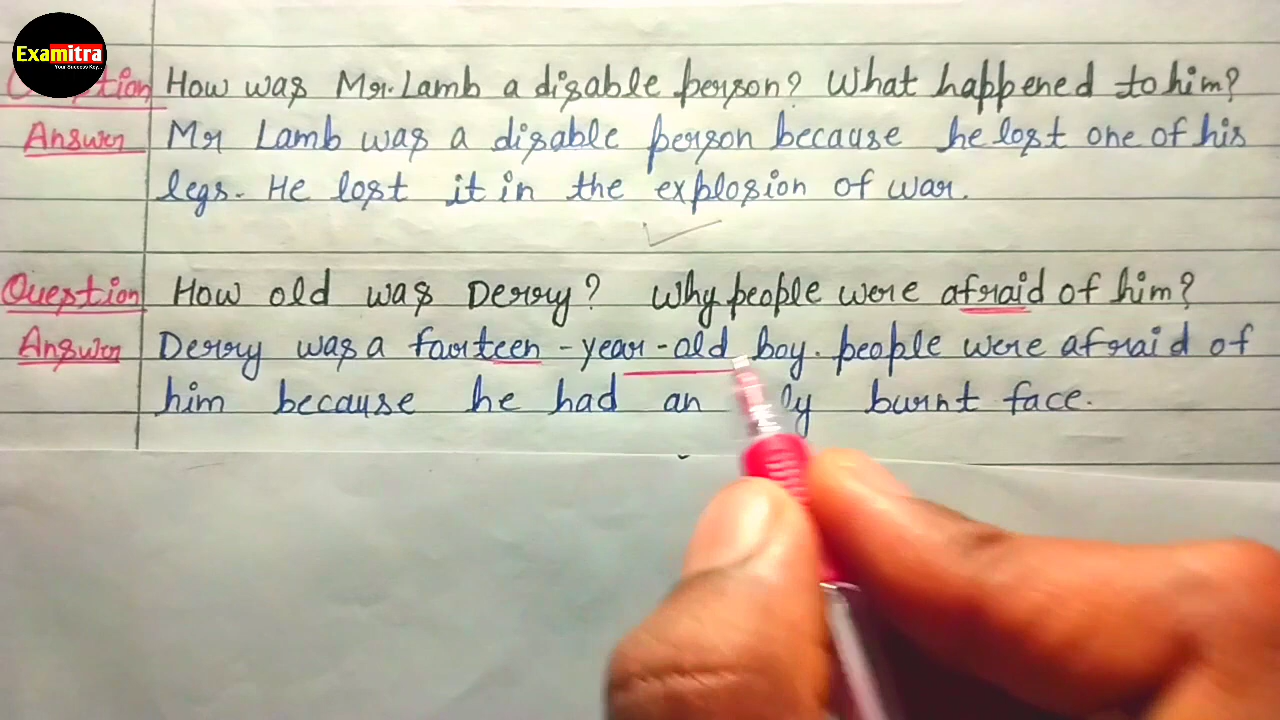 Examitra
Your Success Key...
Question How was Mr. Lamb a disable person? What happened to him?
Answer Mr Lamb was a disable person because he lost one of his
legs. He lost it in the explosion of war.
Question How old was Derry? Why people were afraid of him?
Answer Derry was a fourteen-year-old boy. people were afraid of
him because he had an burnt face.